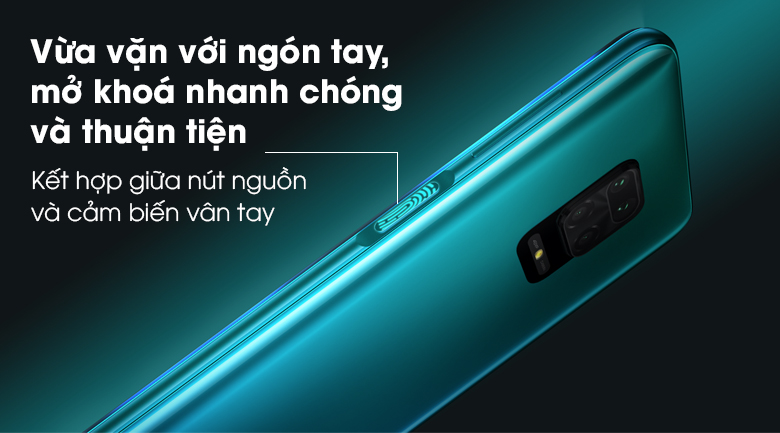 Vừa vặn với ngón tay,
mở khoá nhanh chóng
và thuận tiện
Kết hợp giữa nút nguồn
và cảm biến vân tay